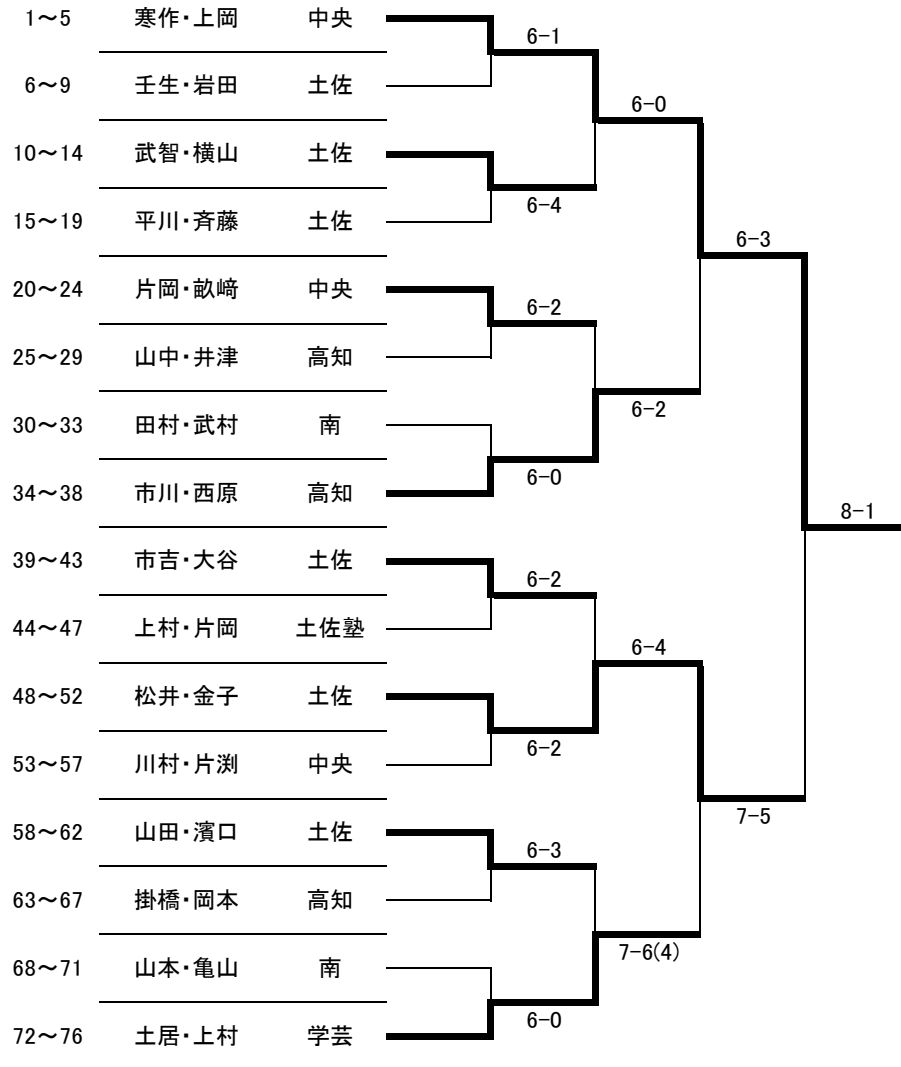 1～5 寒作・上岡 中央
6-1
6～9 壬生・岩田 土佐
6-0
10～14 武智・横山 土佐
6-4
15～19 平川・斉藤 土佐
6-3
20～24 片岡・畝﨑 中央
6-2
25～29 山中・井津 高知
6-2
30～33 田村・武村 南
6-0
34～38 市川・西原 高知
8-1
39～43 市吉・大谷 土佐
6-2
44～47 上村・片岡 土佐塾
6-4
48～52 松井・金子 土佐
6-2
53～57 川村・片渕 中央
7-5
58～62 山田・濱口 土佐
6-3
63～67 掛橋・岡本 高知
7-6(4)
68～71 山本・亀山 南
6-0
72～76 土居・上村 学芸